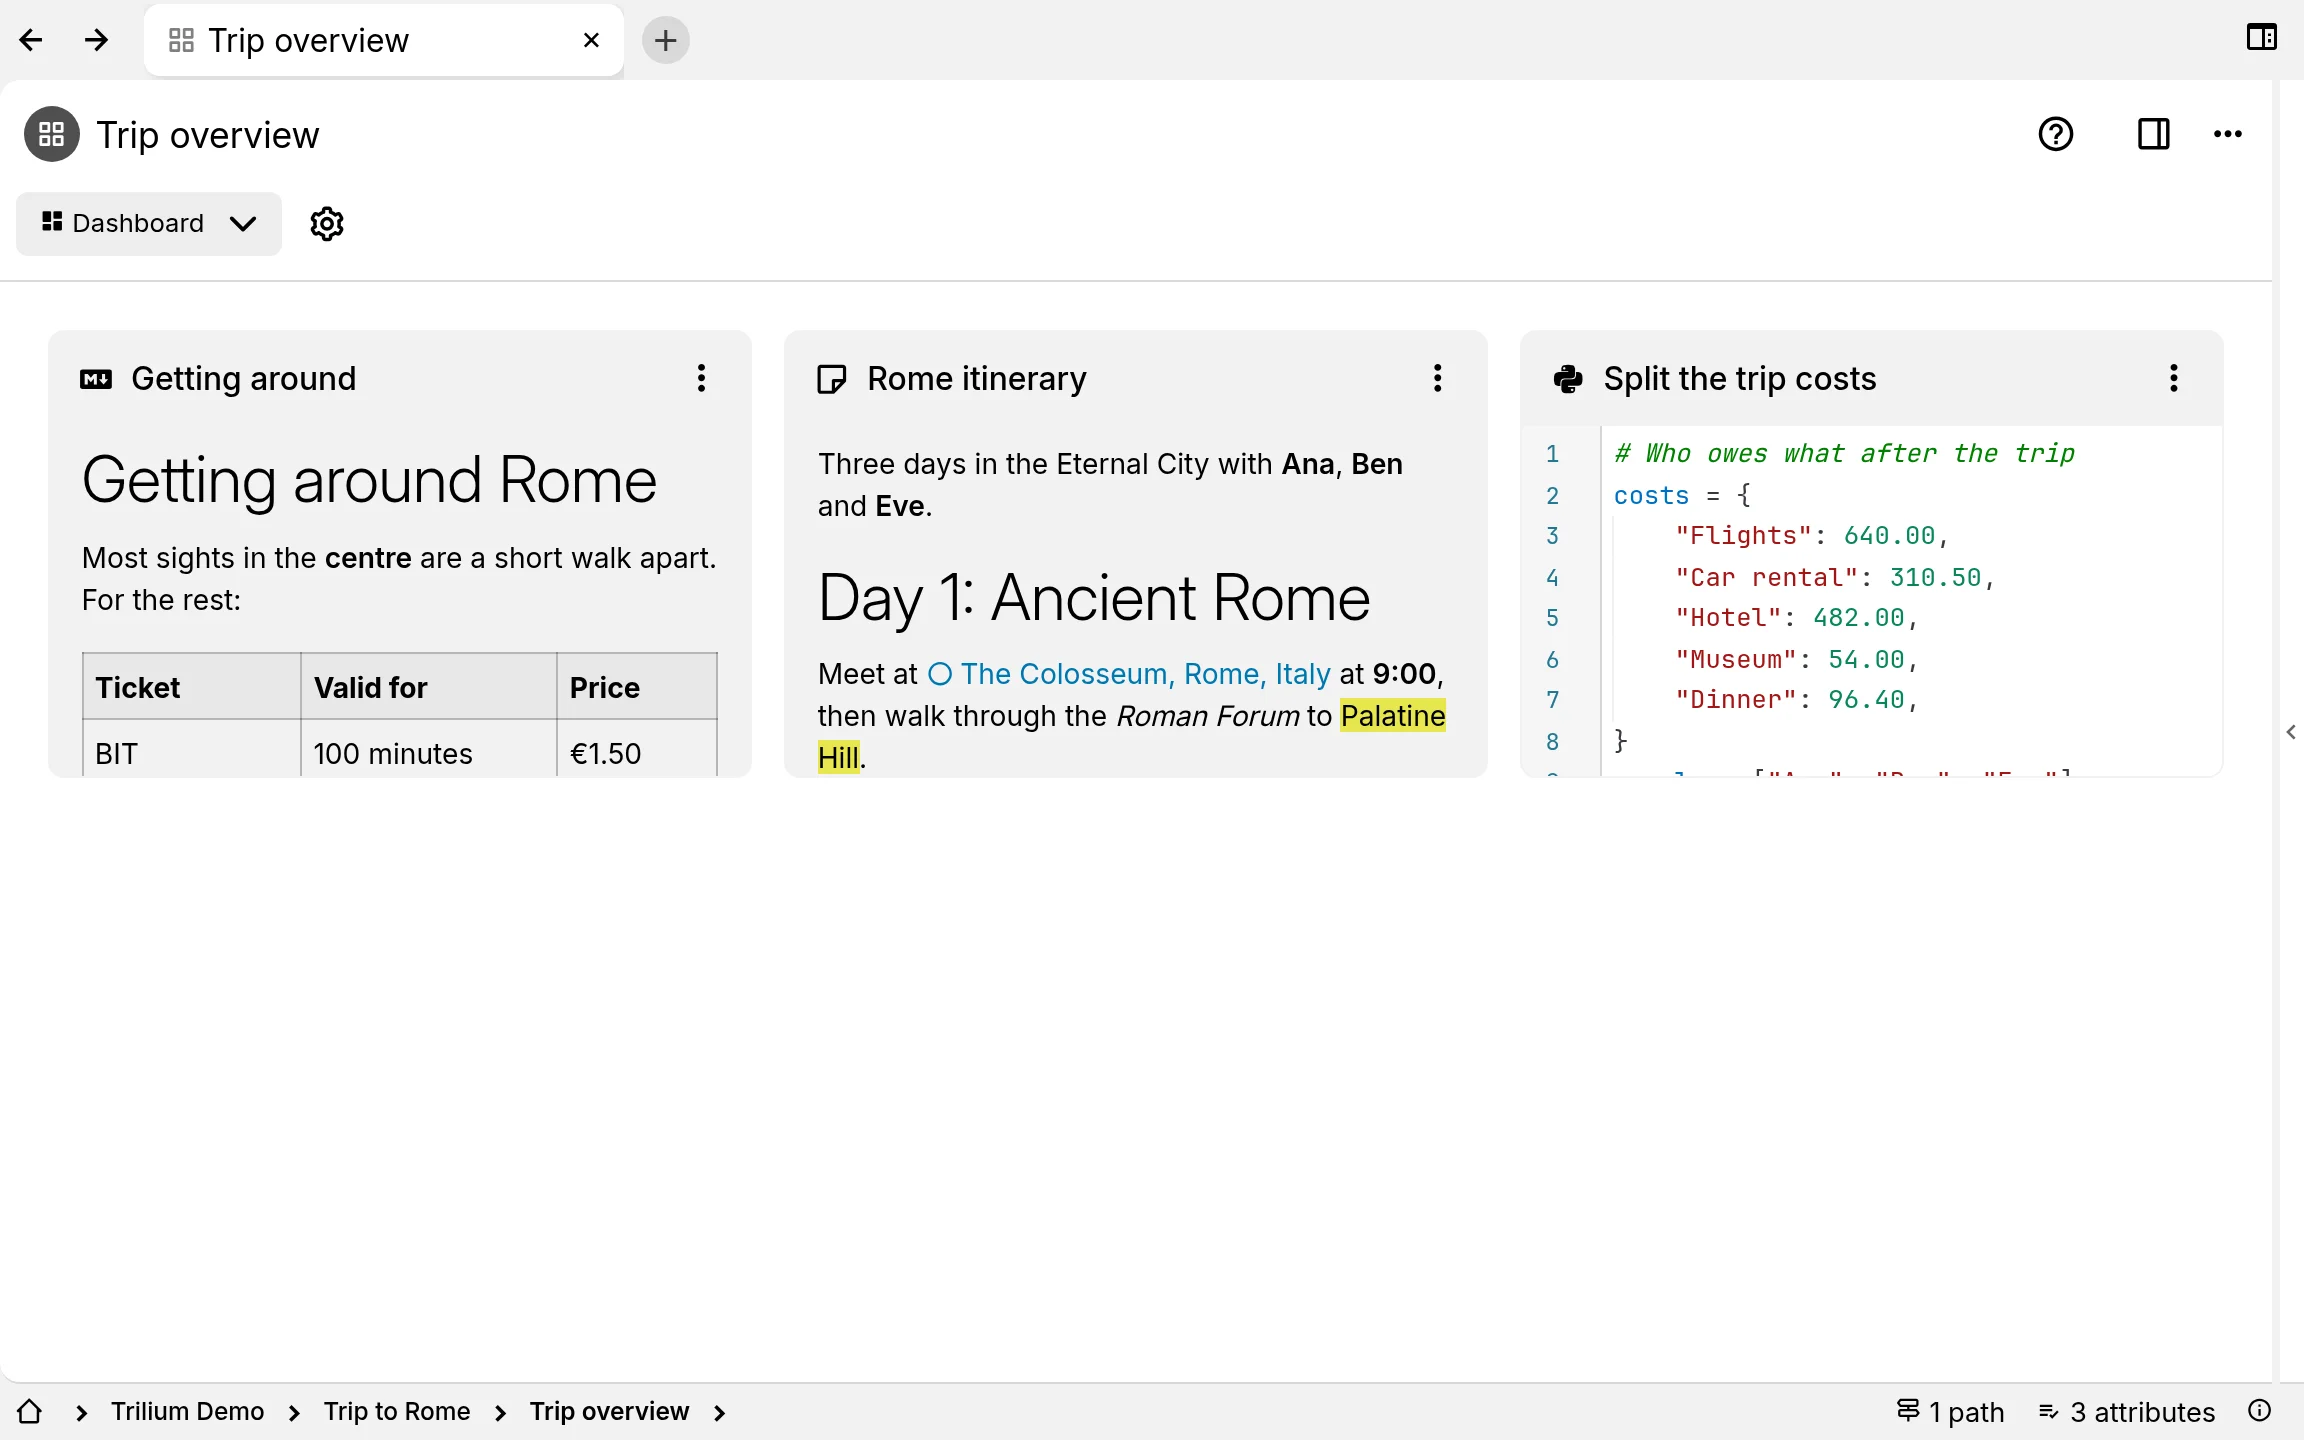 Trip overview
Trip overview
Dashboard
Getting around
Getting around Rome
Most sights in the centre are a short walk apart.
For the rest:
Ticket Valid for Price
BIT 100 minutes €1.50
Rome itinerary
Three days in the Eternal City with Ana, Ben
and Eve.
Day 1: Ancient Rome
Meet at The Colosseum, Rome, Italy at 9:00,
then walk through the Roman Forum to Palatine
Hill.
Split the trip costs
1 # Who owes what after the trip
2 costs = {
3 "Flights": 640.00,
4 "Car rental": 310.50,
5 "Hotel": 482.00,
6 "Museum": 54.00,
7 "Dinner": 96.40,
8 }
Trilium Demo Trip to Rome Trip overview
1 path 3 attributes